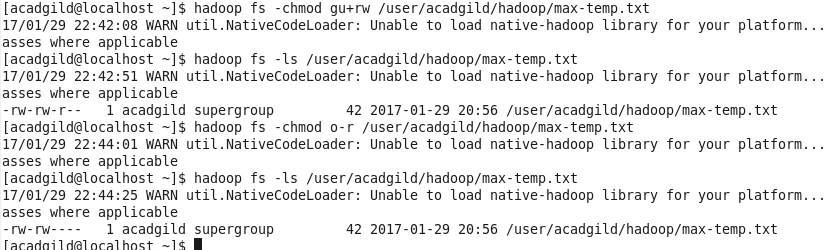 [acadgild@localhost ~]$ hadoop fs -chmod gu+rw /user/acadgild/hadoop/max-temp.txt
17/01/29 22:42:08 WARN util.NativeCodeLoader: Unable to load native-hadoop library for your platform...
asses where applicable
[acadgild@localhost ~]$ hadoop fs -ls /user/acadgild/hadoop/max-temp.txt
17/01/29 22:42:51 WARN util.NativeCodeLoader: Unable to load native-hadoop library for your platform...
asses where applicable
-rw-rw-r--   1 acadgild supergroup         42 2017-01-29 20:56 /user/acadgild/hadoop/max-temp.txt
[acadgild@localhost ~]$ hadoop fs -chmod o-r /user/acadgild/hadoop/max-temp.txt
17/01/29 22:44:01 WARN util.NativeCodeLoader: Unable to load native-hadoop library for your platform...
asses where applicable
[acadgild@localhost ~]$ hadoop fs -ls /user/acadgild/hadoop/max-temp.txt
17/01/29 22:44:25 WARN util.NativeCodeLoader: Unable to load native-hadoop library for your platform...
asses where applicable
-rw-rw----   1 acadgild supergroup         42 2017-01-29 20:56 /user/acadgild/hadoop/max-temp.txt
[acadgild@localhost ~]$